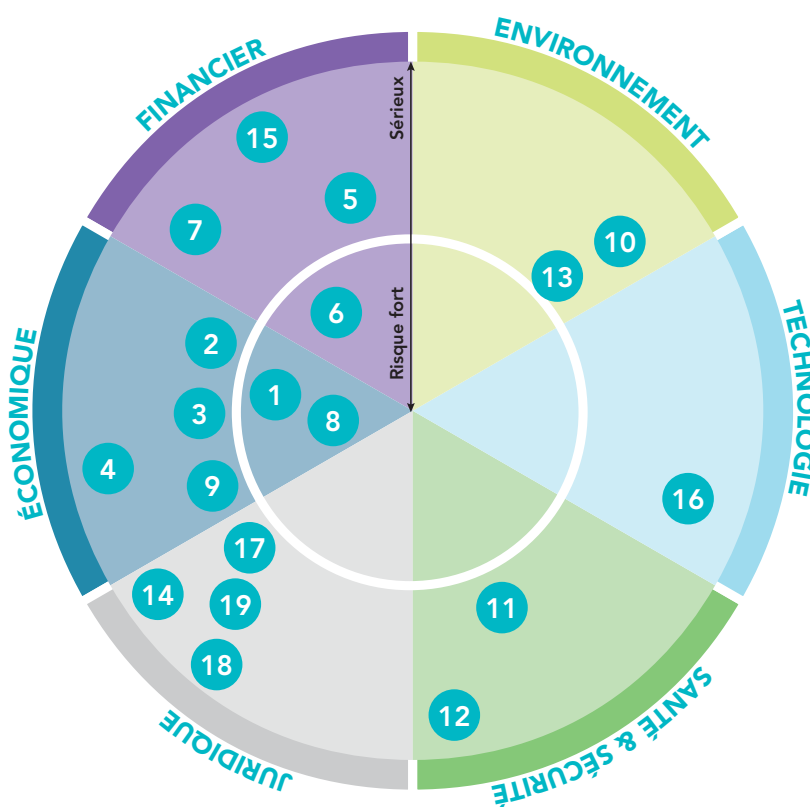 ENVIRONNEMENT
FINANCIER
Sérieux
15
5
7
10
13
TECHNOLOGIE
Risque fort
6
ÉCONOMIQUE
2
1
3
8
4
9
16
17
14
19
11
18
12
SANTÉ & SÉCURITÉ
JURIDIQUE